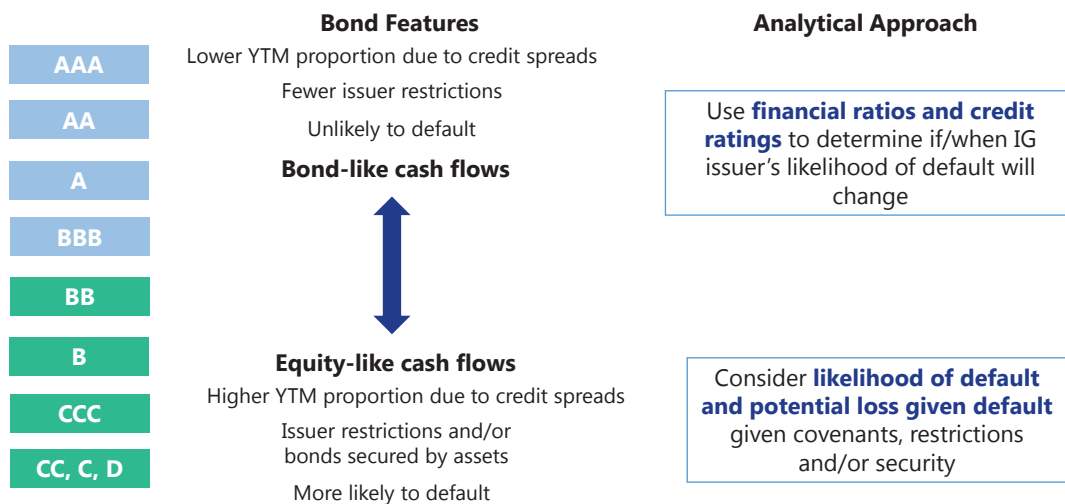 Bond Features
Analytical Approach
AAA
AA
A
BBB
BB
B
CCC
CC, C, D
Lower YTM proportion due to credit spreads
Fewer issuer restrictions
Unlikely to default
Bond-like cash flows
Equity-like cash flows
Higher YTM proportion due to credit spreads
Issuer restrictions and/or
bonds secured by assets
More likely to default
Use financial ratios and credit
ratings to determine if/when IG
issuer's likelihood of default will
change
Consider likelihood of default
and potential loss given default
given covenants, restrictions
and/or security